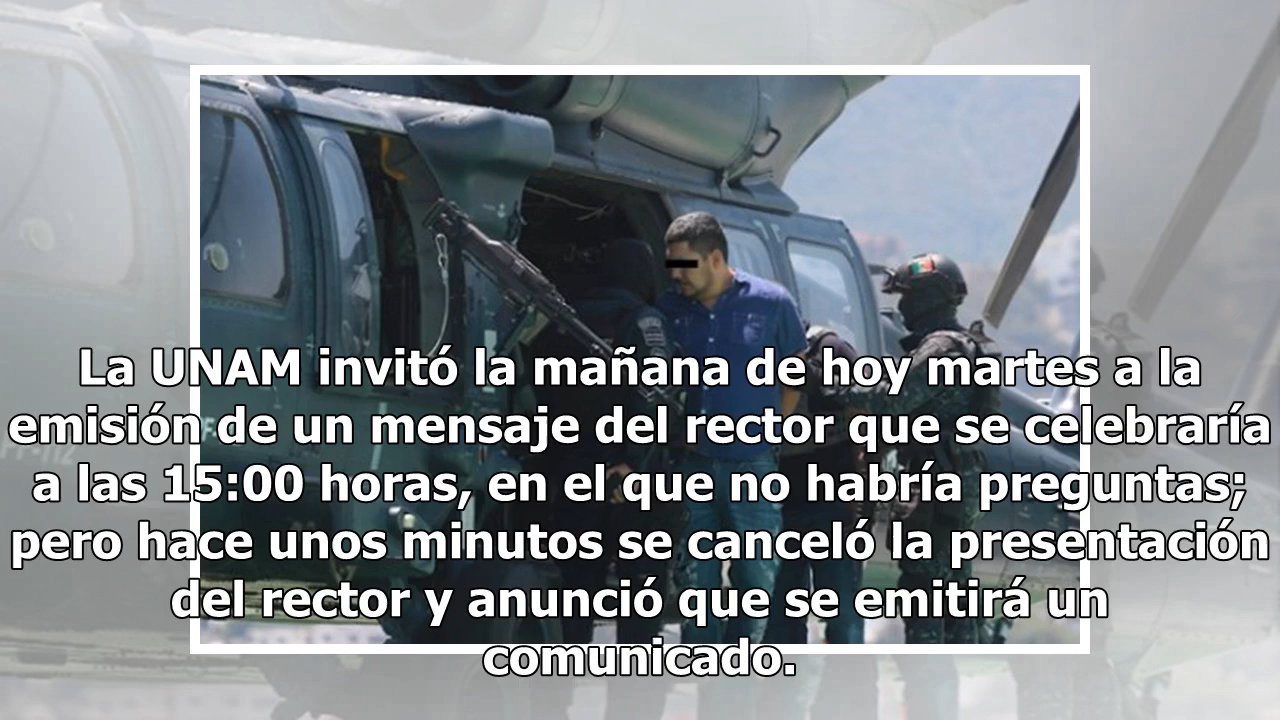 La UNAM invitó la mañana de hoy martes a la
emisión de un mensaje del rector que se celebraría
a las 15:00 horas, en el que no habría preguntas;
pero hace unos minutos se canceló la presentación
del rector y anunció que se emitirá un
comunicado.